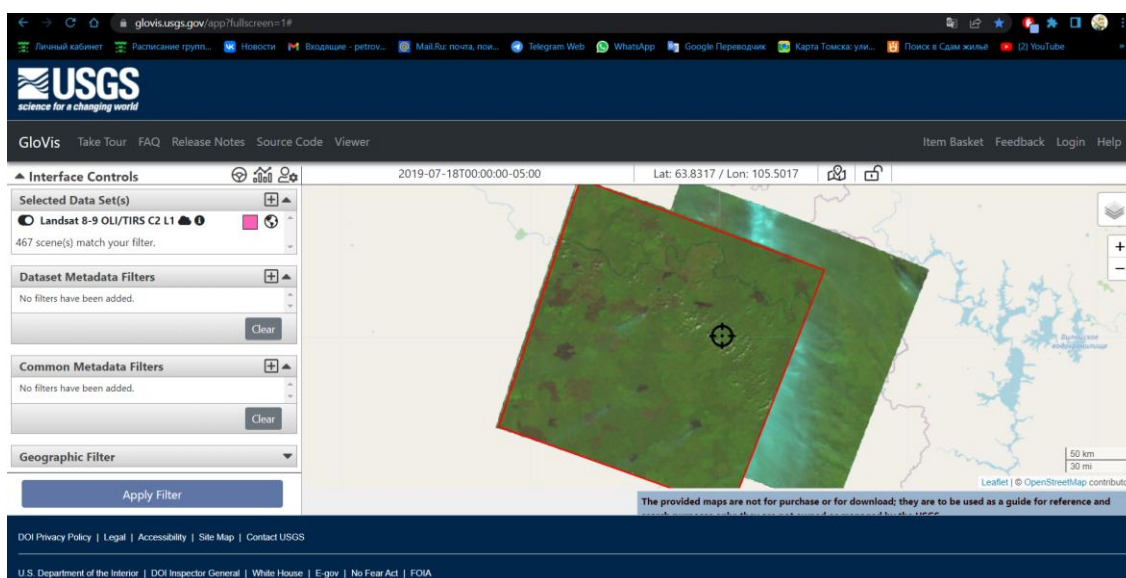 glovis.usgs.gov/app?fullscreen=1#
Личный кабинет Расписание групп... Новости Входящие - petrov... Mail.Ru: почта, пои... Telegram Web WhatsApp Google Переводчик Карта Томска: ули... Поиск в Сдам жильё (2) YouTube »
USGS
science for a changing world
GloVis Take Tour FAQ Release Notes Source Code Viewer Item Basket Feedback Login Help
Interface Controls 2019-07-18T00:00:00-05:00 Lat: 63.8317 / Lon: 105.5017
Selected Data Set(s)
Landsat 8-9 OLI/TIRS C2 L1
467 scene(s) match your filter.
Dataset Metadata Filters
No filters have been added.
Clear
Common Metadata Filters
No filters have been added.
Clear
Geographic Filter
Apply Filter
+
−
50 km
30 mi
Leaflet | © OpenStreetMap contributo
The provided maps are not for purchase or for download; they are to be used as a guide for reference and
DOI Privacy Policy | Legal | Accessibility | Site Map | Contact USGS
U.S. Department of the Interior | DOI Inspector General | White House | E-gov | No Fear Act | FOIA